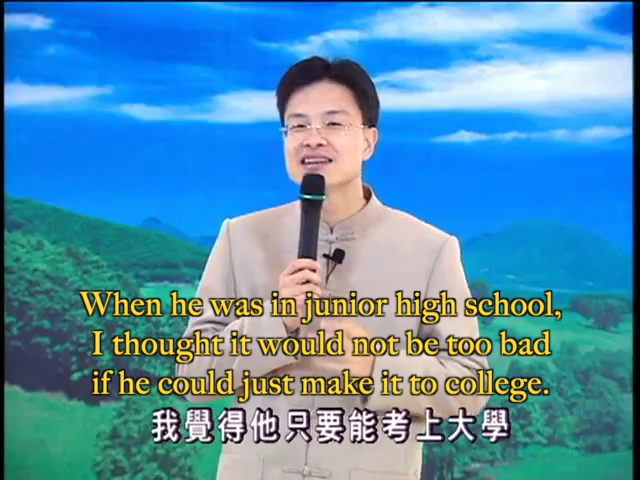 When he was in junior high school,
I thought it would not be too bad
if he could just make it to college.
我覺得他只要能考上大學